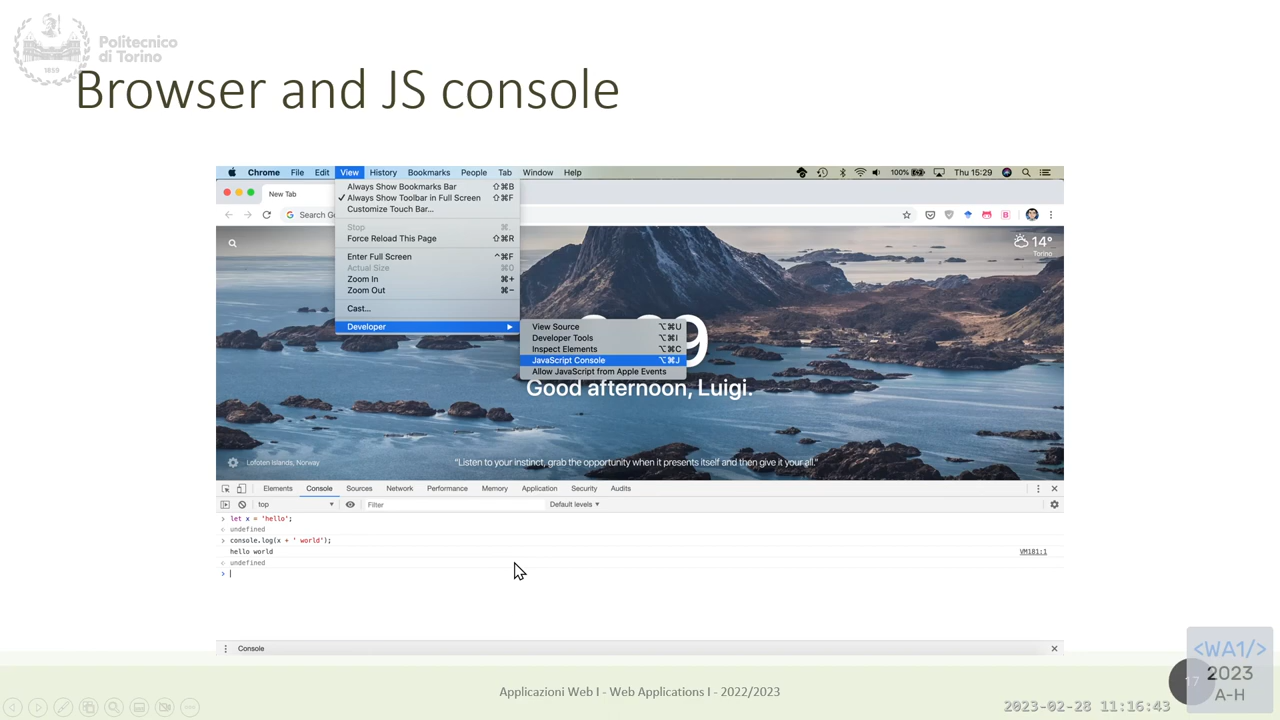 Politecnico
di Torino
1859
Browser and JS console
Chrome File Edit View History Bookmarks People Tab Window Help 100% Thu 15:29
New Tab
Always Show Bookmarks Bar ⇧⌘B
✓ Always Show Toolbar in Full Screen ⇧⌘F
Customize Touch Bar...
Search G
Stop ⌘.
Force Reload This Page ⇧⌘R
Enter Full Screen ^⌘F
Actual Size ⌘0
Zoom In ⌘+
Zoom Out ⌘−
Cast...
Developer ▶
View Source ⌥⌘U
Developer Tools ⌥⌘I
Inspect Elements ⌥⌘C
JavaScript Console ⌥⌘J
Allow JavaScript from Apple Events
14°
Torino
9
Good afternoon, Luigi.
Lofoten Islands, Norway
“Listen to your instinct, grab the opportunity when it presents itself and then give it your all.”
Elements Console Sources Network Performance Memory Application Security Audits
top Filter Default levels ▼
> let x = 'hello';
< undefined
> console.log(x + ' world');
hello world VM181:1
< undefined
>
Console
Applicazioni Web I - Web Applications I - 2022/2023
17
<WA1/>
2023
A-H
2023-02-28 11:16:43